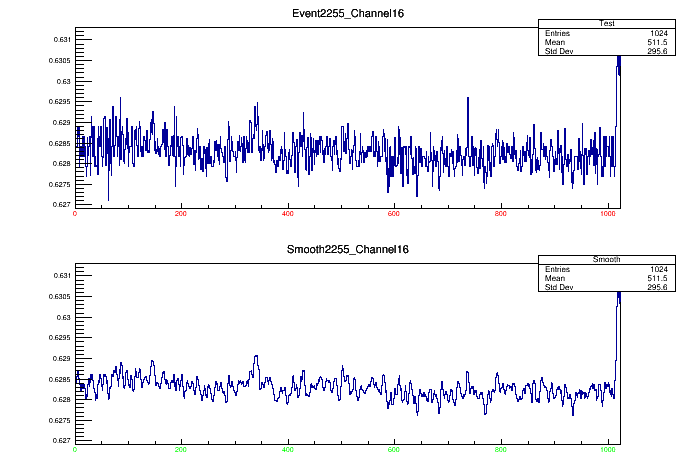 Event2255_Channel16
Test
Entries 1024
Mean 511.5
Std Dev 295.6
0.631
0.6305
0.63
0.6295
0.629
0.6285
0.628
0.6275
0.627
0 200 400 600 800 1000
Smooth2255_Channel16
Smooth
Entries 1024
Mean 511.5
Std Dev 295.6
0.631
0.6305
0.63
0.6295
0.629
0.6285
0.628
0.6275
0.627
0 200 400 600 800 1000